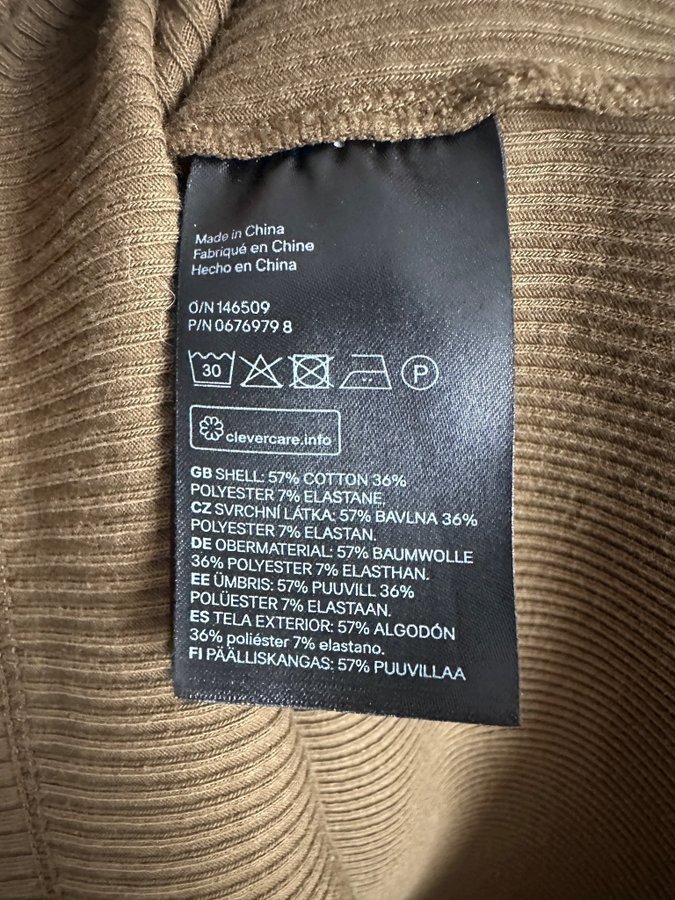 Made in China
Fabriqué en Chine
Hecho en China
O/N 146509
P/N 0676979 8
30
P
clevercare.info
GB SHELL: 57% COTTON 36%
POLYESTER 7% ELASTANE.
CZ SVRCHNÍ LÁTKA: 57% BAVLNA 36%
POLYESTER 7% ELASTAN.
DE OBERMATERIAL: 57% BAUMWOLLE
36% POLYESTER 7% ELASTHAN.
EE ÜMBRIS: 57% PUUVILL 36%
POLÜESTER 7% ELASTAAN.
ES TELA EXTERIOR: 57% ALGODÓN
36% poliéster 7% elastano.
FI PÄÄLLISKANGAS: 57% PUUVILLAA